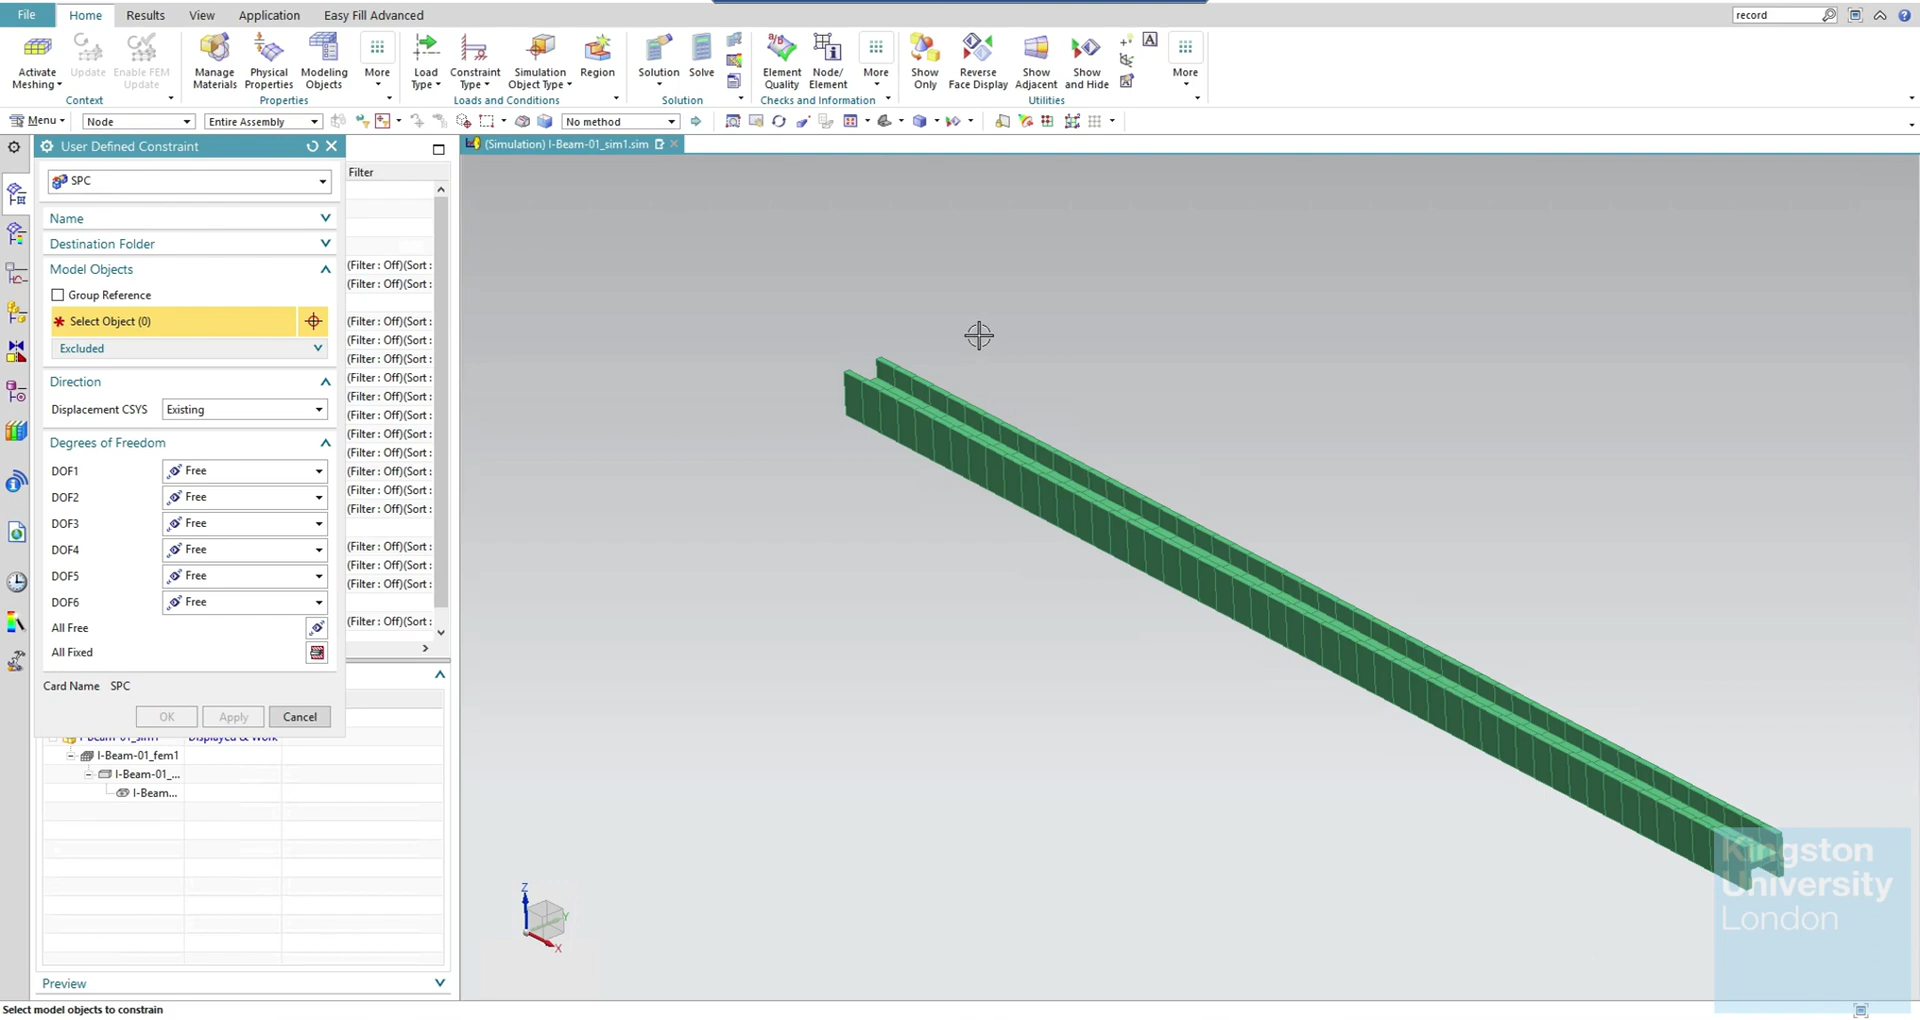 File
Home
Results
View
Application
Easy Fill Advanced
record
Activate Meshing
Update
Enable FEM Update
Manage Materials
Physical Properties
Modeling Objects
More
Load Type
Constraint Type
Simulation Object Type
Region
Solution
Solve
Element Quality
Node/ Element
More
Show Only
Reverse Face Display
Show Adjacent
Show and Hide
More
Context
Properties
Loads and Conditions
Solution
Checks and Information
Utilities
Menu
Node
Entire Assembly
No method
User Defined Constraint
(Simulation) I-Beam-01_sim1.sim
SPC
Filter
Name
Destination Folder
Model Objects
(Filter : Off)(Sort :
(Filter : Off)(Sort :
Group Reference
* Select Object (0)
(Filter : Off)(Sort :
(Filter : Off)(Sort :
Excluded
(Filter : Off)(Sort :
Direction
(Filter : Off)(Sort :
(Filter : Off)(Sort :
Displacement CSYS
Existing
(Filter : Off)(Sort :
(Filter : Off)(Sort :
Degrees of Freedom
(Filter : Off)(Sort :
DOF1 Free
(Filter : Off)(Sort :
(Filter : Off)(Sort :
DOF2 Free
(Filter : Off)(Sort :
DOF3 Free
DOF4 Free
(Filter : Off)(Sort :
(Filter : Off)(Sort :
DOF5 Free
(Filter : Off)(Sort :
DOF6 Free
All Free
(Filter : Off)(Sort :
All Fixed
Card Name SPC
OK
Apply
Cancel
I-Beam-01_sim1
Displayed & Work
I-Beam-01_fem1
I-Beam-01_...
I-Beam...
Preview
Select model objects to constrain
Z
Y
X
Kingston
University
London